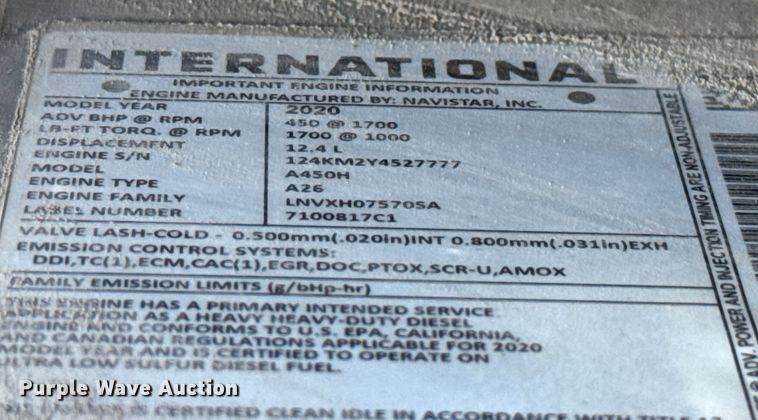 INTERNATIONAL
IMPORTANT ENGINE INFORMATION
ENGINE MANUFACTURED BY: NAVISTAR, INC.
MODEL YEAR 2020
ADV BHP @ RPM 450 @ 1700
LB-FT TORQ. @ RPM 1700 @ 1000
DISPLACEMENT 12.4 L
ENGINE S/N 124KM2Y4527777
MODEL A450H
ENGINE TYPE A26
ENGINE FAMILY LNVXH0757OSA
LABEL NUMBER 7100817C1
VALVE LASH-COLD - 0.500mm(.020in)INT 0.800mm(.031in)EXH
EMISSION CONTROL SYSTEMS:
DDI,TC(1),ECM,CAC(1),EGR,DOC,PTOX,SCR-U,AMOX
FAMILY EMISSION LIMITS (g/bHp-hr)
THIS ENGINE HAS A PRIMARY INTENDED SERVICE
APPLICATION AS A HEAVY HEAVY-DUTY DIESEL
ENGINE AND CONFORMS TO U.S. EPA, CALIFORNIA,
AND CANADIAN REGULATIONS APPLICABLE FOR 2020
MODEL YEAR AND IS CERTIFIED TO OPERATE ON
ULTRA LOW SULFUR DIESEL FUEL.
IS CERTIFIED CLEAN IDLE IN ACCORDANCE WITH
@ ADV. POWER AND INJECTION TIMING ARE NON-ADJUSTABLE
Purple Wave Auction